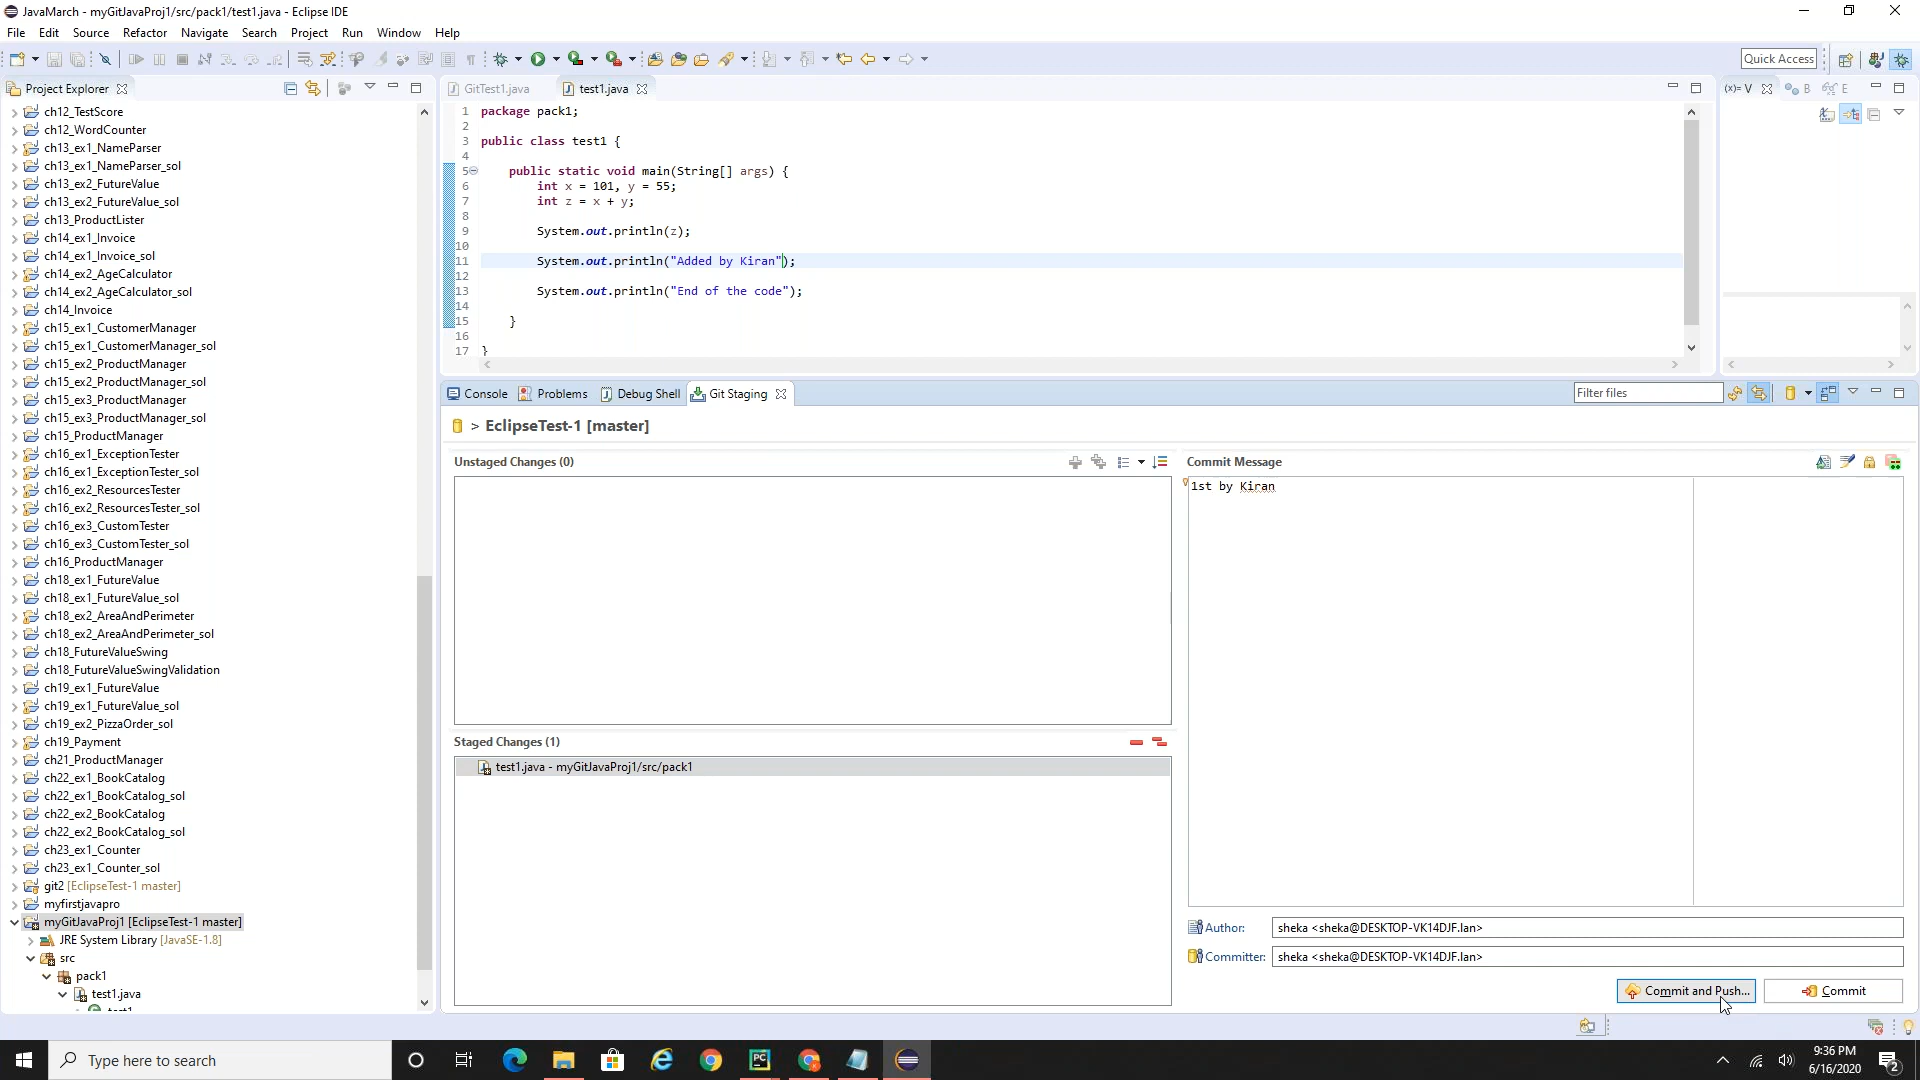 JavaMarch - myGitJavaProj1/src/pack1/test1.java - Eclipse IDE
File Edit Source Refactor Navigate Search Project Run Window Help
Quick Access
Project Explorer
ch12_TestScore
ch12_WordCounter
ch13_ex1_NameParser
ch13_ex1_NameParser_sol
ch13_ex2_FutureValue
ch13_ex2_FutureValue_sol
ch13_ProductLister
ch14_ex1_Invoice
ch14_ex1_Invoice_sol
ch14_ex2_AgeCalculator
ch14_ex2_AgeCalculator_sol
ch14_Invoice
ch15_ex1_CustomerManager
ch15_ex1_CustomerManager_sol
ch15_ex2_ProductManager
ch15_ex2_ProductManager_sol
ch15_ex3_ProductManager
ch15_ex3_ProductManager_sol
ch15_ProductManager
ch16_ex1_ExceptionTester
ch16_ex1_ExceptionTester_sol
ch16_ex2_ResourcesTester
ch16_ex2_ResourcesTester_sol
ch16_ex3_CustomTester
ch16_ex3_CustomTester_sol
ch16_ProductManager
ch18_ex1_FutureValue
ch18_ex1_FutureValue_sol
ch18_ex2_AreaAndPerimeter
ch18_ex2_AreaAndPerimeter_sol
ch18_FutureValueSwing
ch18_FutureValueSwingValidation
ch19_ex1_FutureValue
ch19_ex1_FutureValue_sol
ch19_ex2_PizzaOrder_sol
ch19_Payment
ch21_ProductManager
ch22_ex1_BookCatalog
ch22_ex1_BookCatalog_sol
ch22_ex2_BookCatalog
ch22_ex2_BookCatalog_sol
ch23_ex1_Counter
ch23_ex1_Counter_sol
git2 [EclipseTest-1 master]
myfirstjavapro
myGitJavaProj1 [EclipseTest-1 master]
JRE System Library [JavaSE-1.8]
src
pack1
test1.java
GitTest1.java test1.java
1 package pack1;
2
3 public class test1 {
4
5 public static void main(String[] args) {
6 int x = 101, y = 55;
7 int z = x + y;
8
9 System.out.println(z);
10
11 System.out.println("Added by Kiran");
12
13 System.out.println("End of the code");
14
15 }
16
17 }
(x)= V B E
Console Problems Debug Shell Git Staging
Filter files
> EclipseTest-1 [master]
Unstaged Changes (0)
Staged Changes (1)
test1.java - myGitJavaProj1/src/pack1
Commit Message
1st by Kiran
Author: sheka <sheka@DESKTOP-VK14DJF.lan>
Committer: sheka <sheka@DESKTOP-VK14DJF.lan>
Commit and Push... Commit
Type here to search
9:36 PM
6/16/2020
2